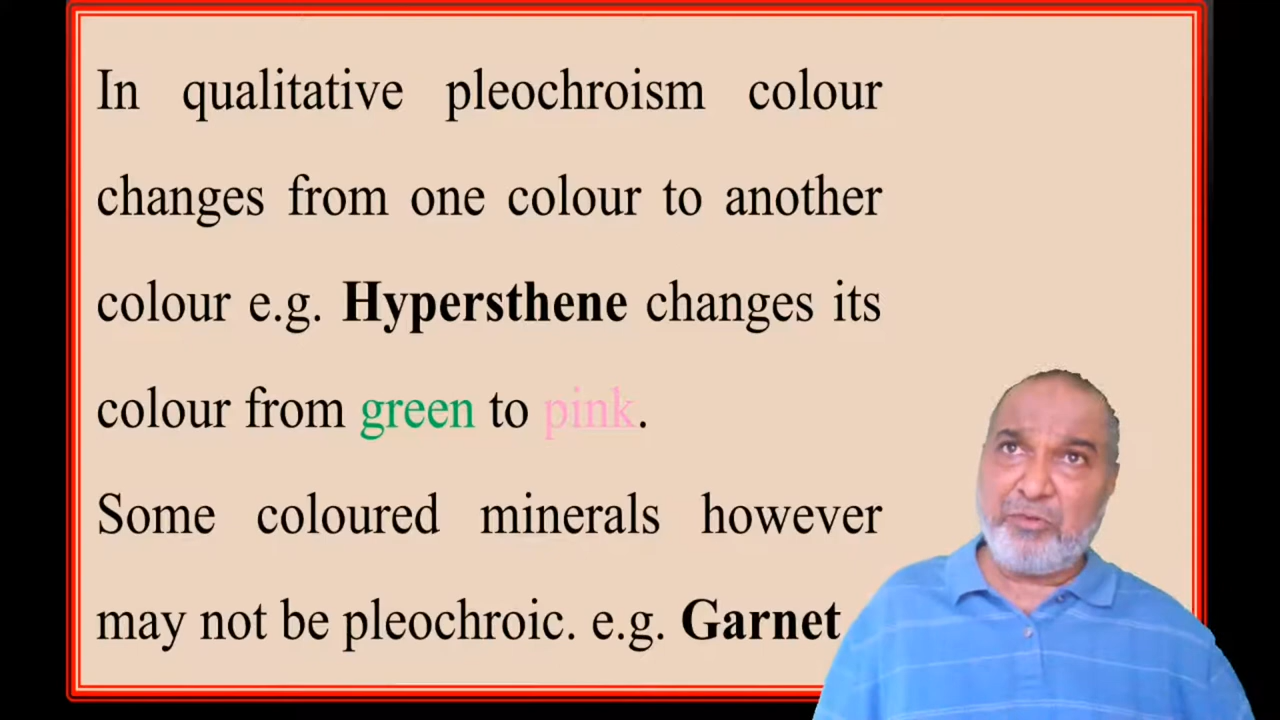 In qualitative pleochroism colour
changes from one colour to another
colour e.g. Hypersthene changes its
colour from green to pink.
Some coloured minerals however
may not be pleochroic. e.g. Garnet